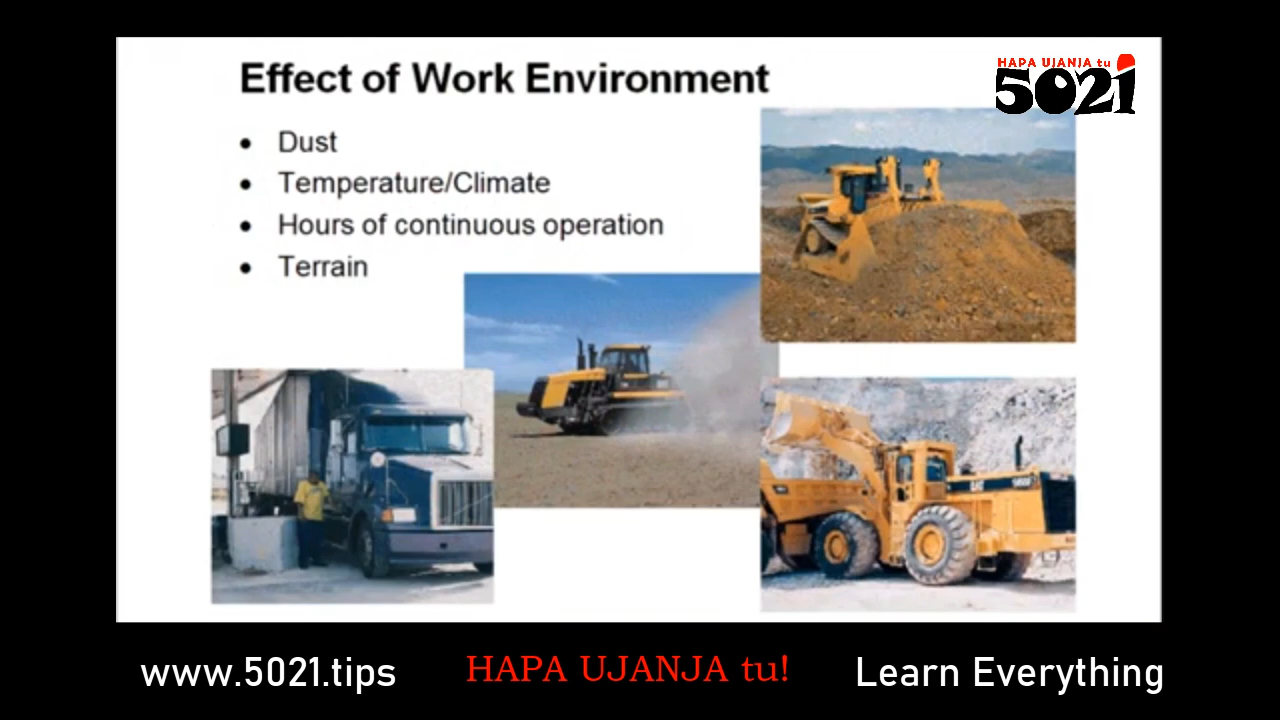 Effect of Work Environment
HAPA UJANJA tu
5021
• Dust
• Temperature/Climate
• Hours of continuous operation
• Terrain
CAT
www.5021.tips
HAPA UJANJA tu!
Learn Everything